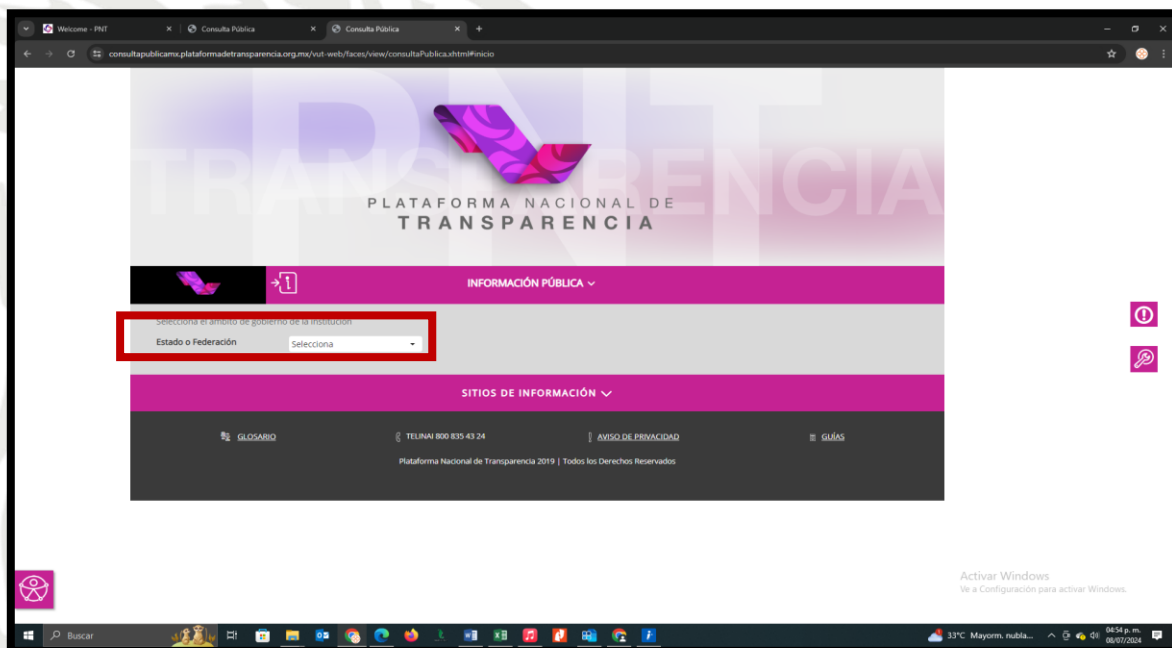 Welcome - PNT
Consulta Pública
Consulta Pública
consultapublicamx.plataformadetransparencia.org.mx/vut-web/faces/view/consultaPublica.xhtml#inicio
PNT
TRANSPARENCIA
PLATAFORMA NACIONAL DE
TRANSPARENCIA
INFORMACIÓN PÚBLICA
Selecciona el ámbito de gobierno de la institución
Estado o Federación Selecciona
SITIOS DE INFORMACIÓN
GLOSARIO TELINAI 800 835 43 24 AVISO DE PRIVACIDAD GUÍAS
Plataforma Nacional de Transparencia 2019 | Todos los Derechos Reservados
Activar Windows
Ve a Configuración para activar Windows.
Buscar
33°C Mayorm. nubla...
04:54 p. m.
08/07/2024